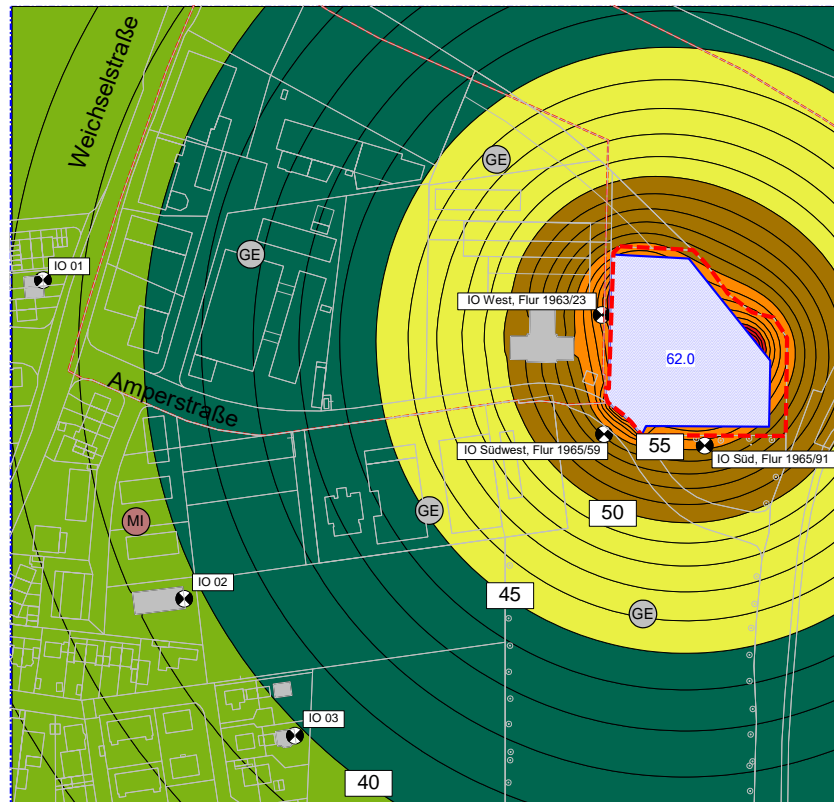 Weichselstraße
GE
GE
IO 01
IO West, Flur 1963/23
62.0
Amperstraße
IO Südwest, Flur 1965/59
55
IO Süd, Flur 1965/91
50
GE
MI
IO 02
45
GE
IO 03
40